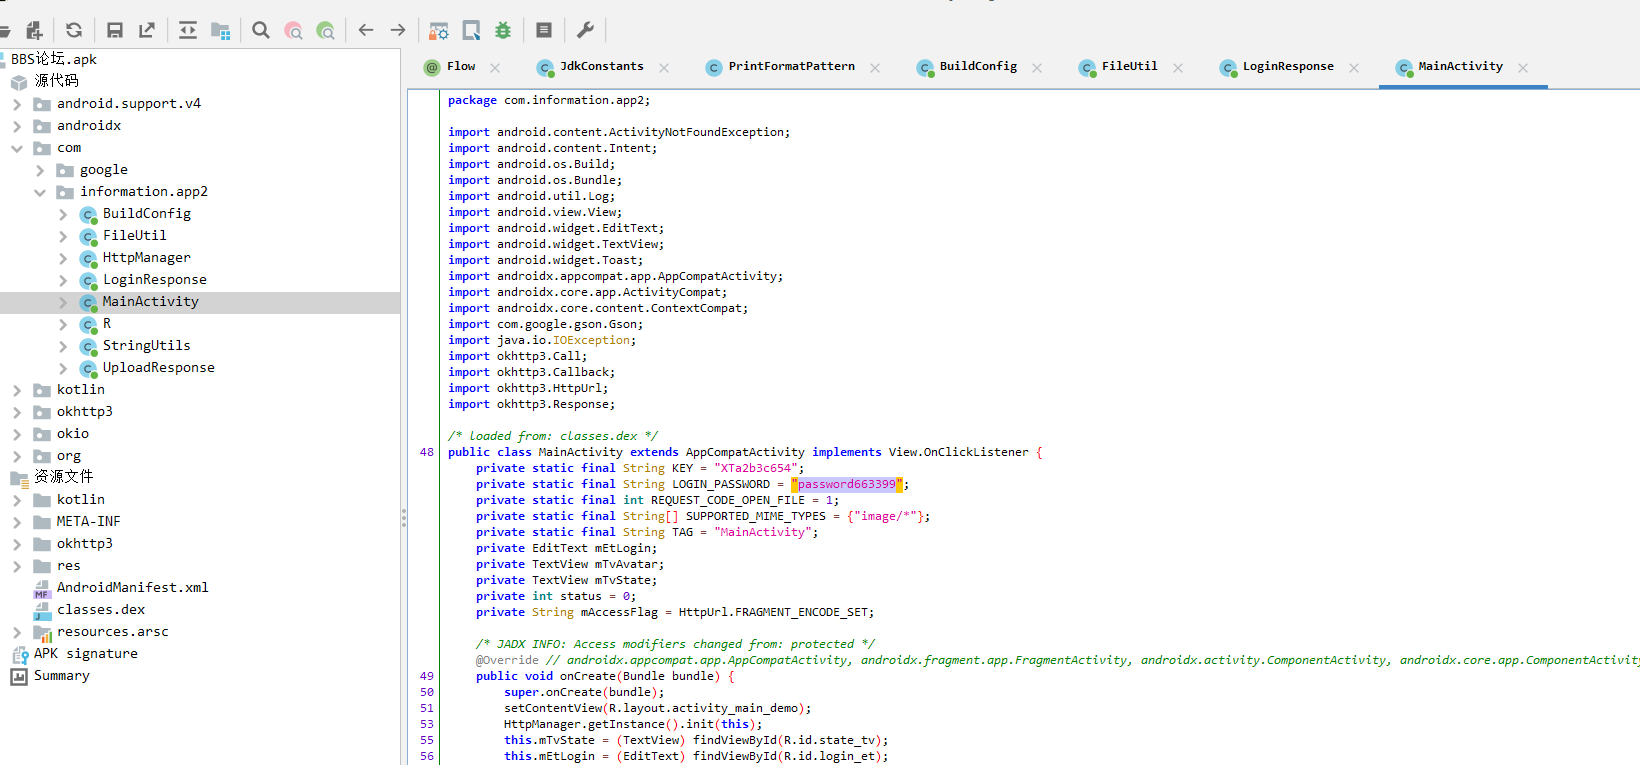 BBS论坛.apk
源代码
android.support.v4
androidx
com
google
information.app2
BuildConfig
FileUtil
HttpManager
LoginResponse
MainActivity
R
StringUtils
UploadResponse
kotlin
okhttp3
okio
org
资源文件
kotlin
META-INF
okhttp3
res
AndroidManifest.xml
classes.dex
resources.arsc
APK signature
Summary
Flow
JdkConstants
PrintFormatPattern
BuildConfig
FileUtil
LoginResponse
MainActivity
package com.information.app2;
import android.content.ActivityNotFoundException;
import android.content.Intent;
import android.os.Build;
import android.os.Bundle;
import android.util.Log;
import android.view.View;
import android.widget.EditText;
import android.widget.TextView;
import android.widget.Toast;
import androidx.appcompat.app.AppCompatActivity;
import androidx.core.app.ActivityCompat;
import androidx.core.content.ContextCompat;
import com.google.gson.Gson;
import java.io.IOException;
import okhttp3.Call;
import okhttp3.Callback;
import okhttp3.HttpUrl;
import okhttp3.Response;
/* loaded from: classes.dex */
48 public class MainActivity extends AppCompatActivity implements View.OnClickListener {
private static final String KEY = "XTa2b3c654";
private static final String LOGIN_PASSWORD = "password663399";
private static final int REQUEST_CODE_OPEN_FILE = 1;
private static final String[] SUPPORTED_MIME_TYPES = {"image/*"};
private static final String TAG = "MainActivity";
private EditText mEtLogin;
private TextView mTvAvatar;
private TextView mTvState;
private int status = 0;
private String mAccessFlag = HttpUrl.FRAGMENT_ENCODE_SET;
/* JADX INFO: Access modifiers changed from: protected */
@Override // androidx.appcompat.app.AppCompatActivity, androidx.fragment.app.FragmentActivity, androidx.activity.ComponentActivity, androidx.core.app.ComponentActivity
49 public void onCreate(Bundle bundle) {
50 super.onCreate(bundle);
51 setContentView(R.layout.activity_main_demo);
53 HttpManager.getInstance().init(this);
55 this.mTvState = (TextView) findViewById(R.id.state_tv);
56 this.mEtLogin = (EditText) findViewById(R.id.login_et);